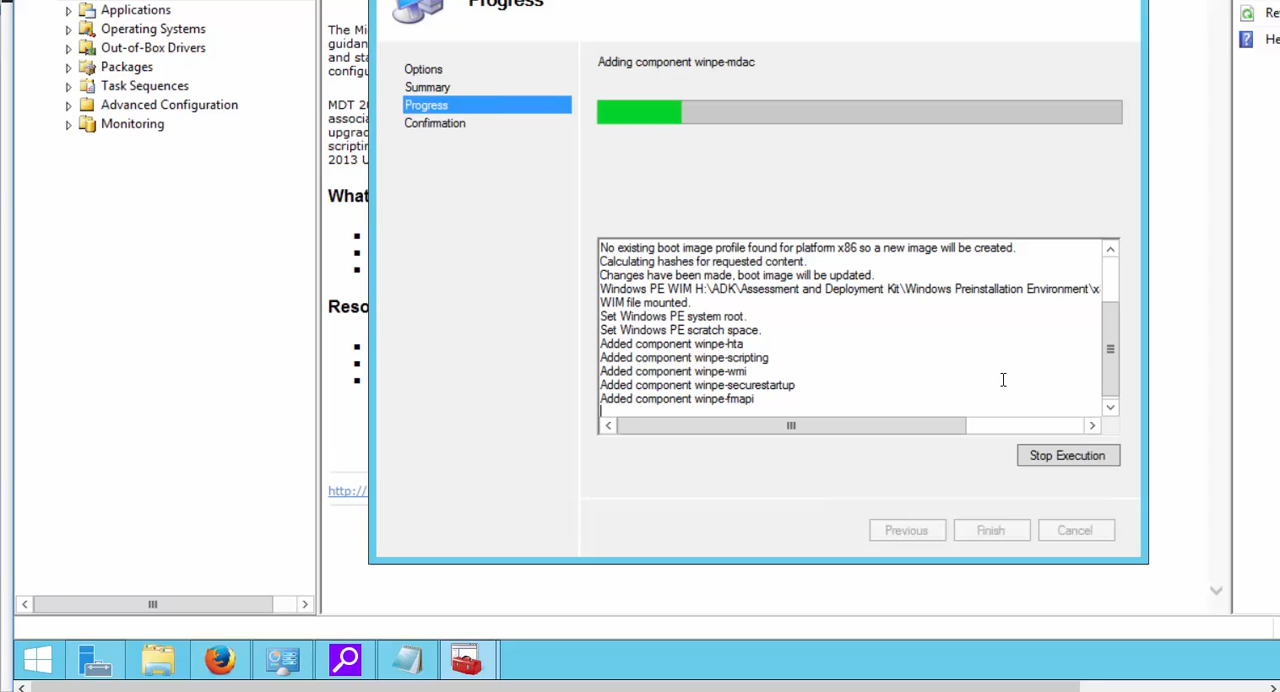 Progress
Applications
Operating Systems
Out-of-Box Drivers
Packages
Task Sequences
Advanced Configuration
Monitoring
The
guidan
and sta
config
MDT 20
associa
upgrad
scriptin
2013 U
What
Reso
http://
Options
Summary
Progress
Confirmation
Adding component winpe-mdac
No existing boot image profile found for platform x86 so a new image will be created.
Calculating hashes for requested content.
Changes have been made, boot image will be updated.
Windows PE WIM H:\ADK\Assessment and Deployment Kit\Windows Preinstallation Environment\x
WIM file mounted.
Set Windows PE system root.
Set Windows PE scratch space.
Added component winpe-hta
Added component winpe-scripting
Added component winpe-wmi
Added component winpe-securestartup
Added component winpe-fmapi
Stop Execution
Previous
Finish
Cancel
Re
He